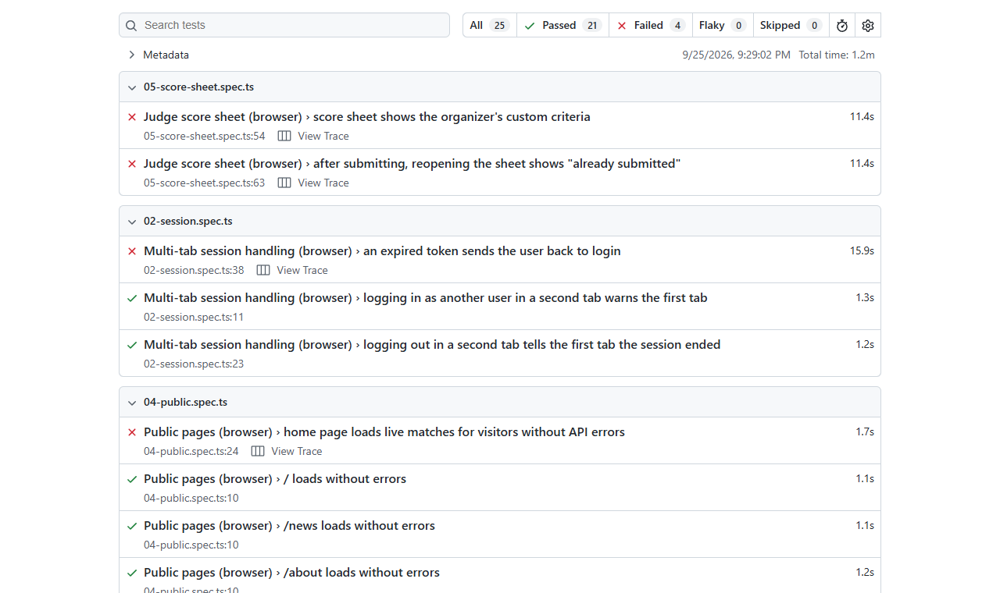 Search tests
All 25 Passed 21 Failed 4 Flaky 0 Skipped 0
Metadata 9/25/2026, 9:29:02 PM Total time: 1.2m
05-score-sheet.spec.ts
Judge score sheet (browser) › score sheet shows the organizer's custom criteria 11.4s
05-score-sheet.spec.ts:54 View Trace
Judge score sheet (browser) › after submitting, reopening the sheet shows "already submitted" 11.4s
05-score-sheet.spec.ts:63 View Trace
02-session.spec.ts
Multi-tab session handling (browser) › an expired token sends the user back to login 15.9s
02-session.spec.ts:38 View Trace
Multi-tab session handling (browser) › logging in as another user in a second tab warns the first tab 1.3s
02-session.spec.ts:11
Multi-tab session handling (browser) › logging out in a second tab tells the first tab the session ended 1.2s
02-session.spec.ts:23
04-public.spec.ts
Public pages (browser) › home page loads live matches for visitors without API errors 1.7s
04-public.spec.ts:24 View Trace
Public pages (browser) › / loads without errors 1.1s
04-public.spec.ts:10
Public pages (browser) › /news loads without errors 1.1s
04-public.spec.ts:10
Public pages (browser) › /about loads without errors 1.2s
04-public.spec.ts:10